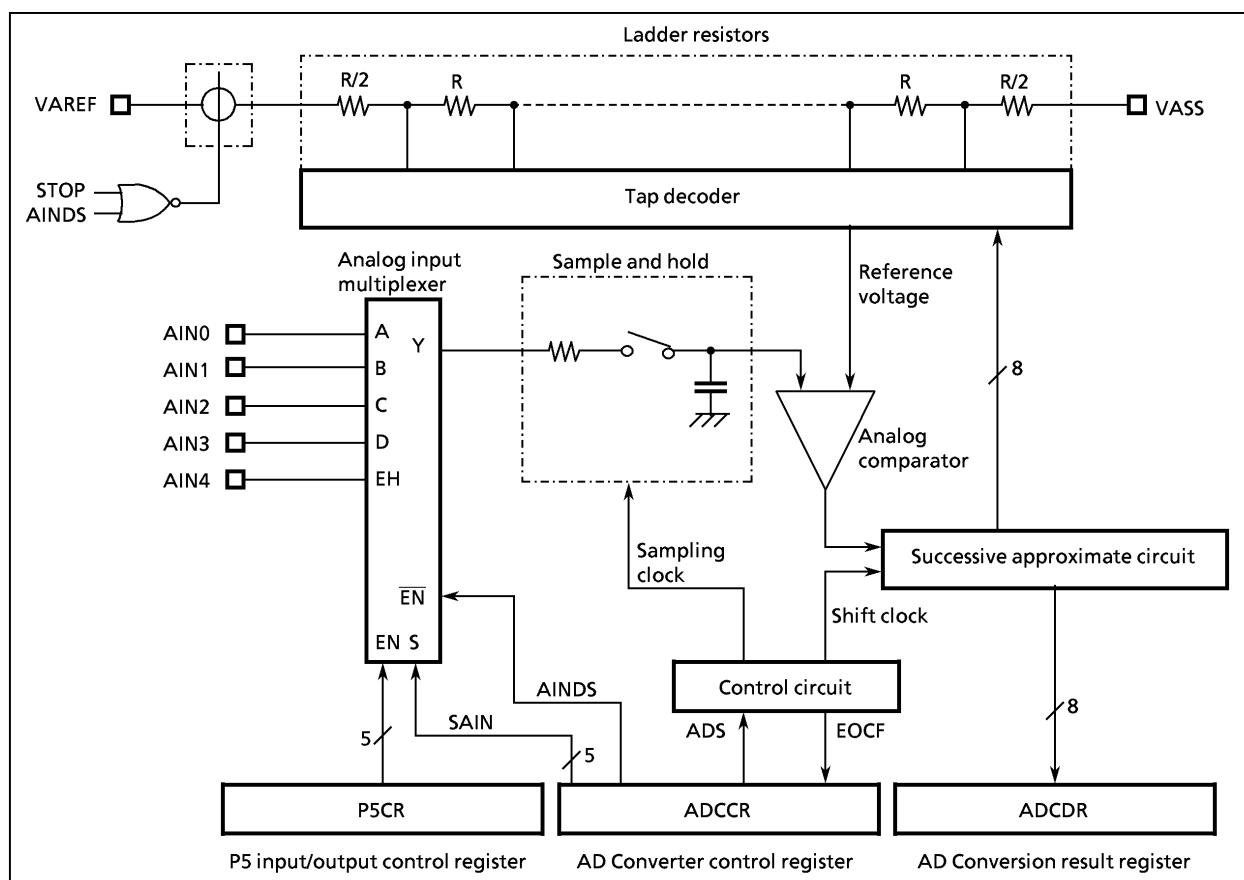 Ladder resistors
VAREF
R/2
R
R
R/2
VASS
STOP
AINDS
Tap decoder
Analog input
multiplexer
Sample and hold
Reference
voltage
AIN0
AIN1
AIN2
AIN3
AIN4
A
B
C
D
EH
Y
EN
EN S
8
Analog
comparator
Sampling
clock
Successive approximate circuit
Shift clock
Control circuit
AINDS
SAIN
ADS
EOCF
5
5
8
P5CR
ADCCR
ADCDR
P5 input/output control register
AD Converter control register
AD Conversion result register